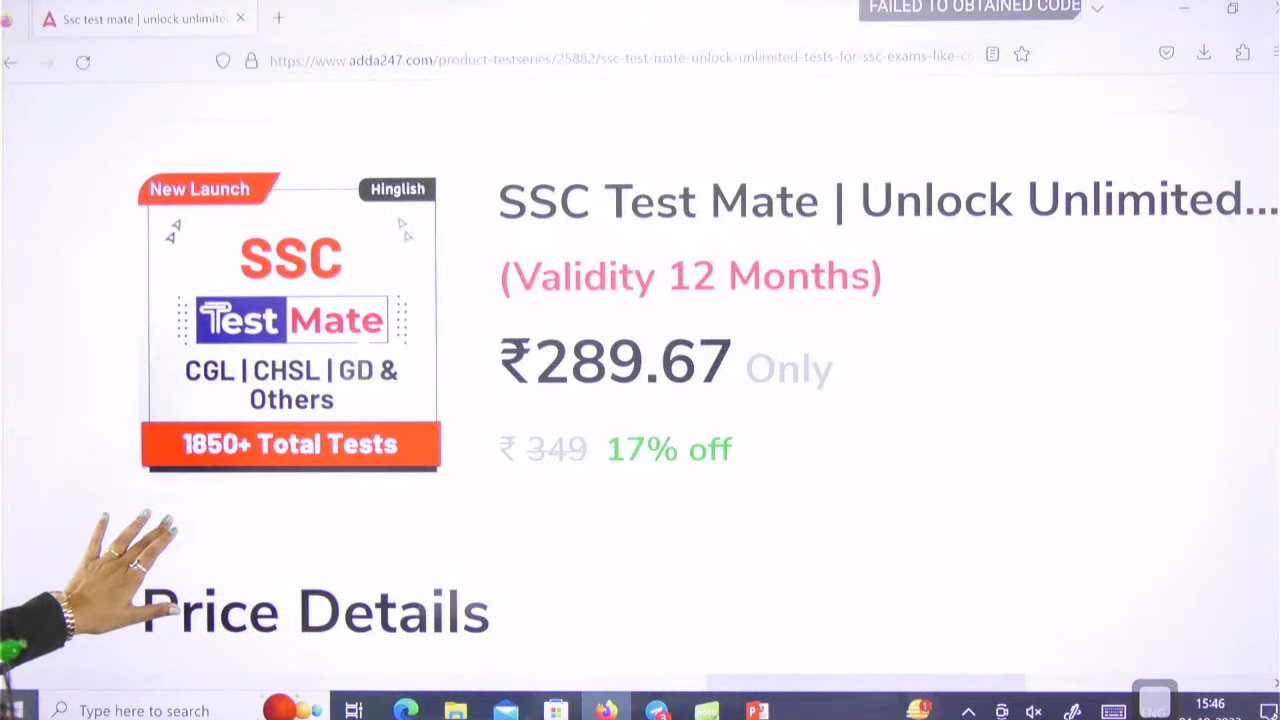 FAILED TO OBTAINED CODE
Ssc test mate | unlock unlimite
https://www.adda247.com/product-testseries/25882/ssc-test-mate-unlock-unlimited-tests-for-ssc-exams-like-c
New Launch
Hinglish
SSC
Test Mate
CGL | CHSL | GD &
Others
1850+ Total Tests
SSC Test Mate | Unlock Unlimited...
(Validity 12 Months)
₹289.67 Only
₹ 349 17% off
Price Details
Type here to search
ENG
15:46